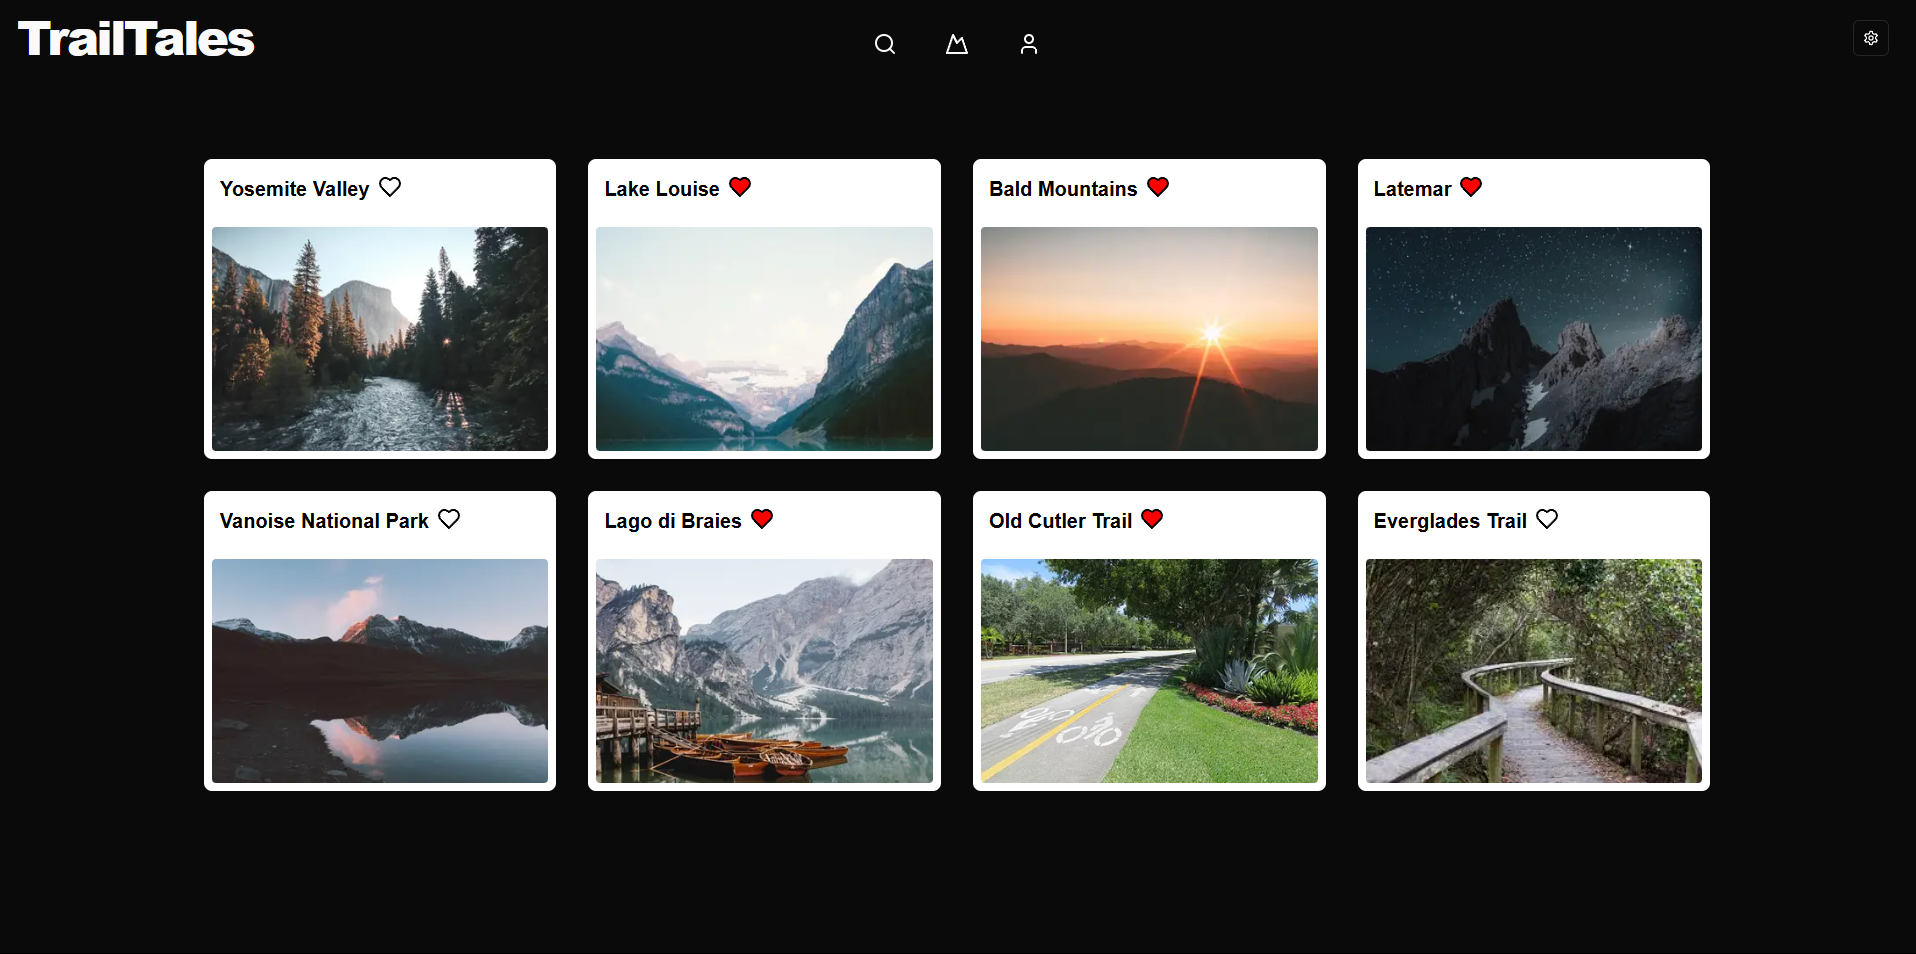 TrailTales
Yosemite Valley
Lake Louise
Bald Mountains
Latemar
Vanoise National Park
Lago di Braies
Old Cutler Trail
Everglades Trail